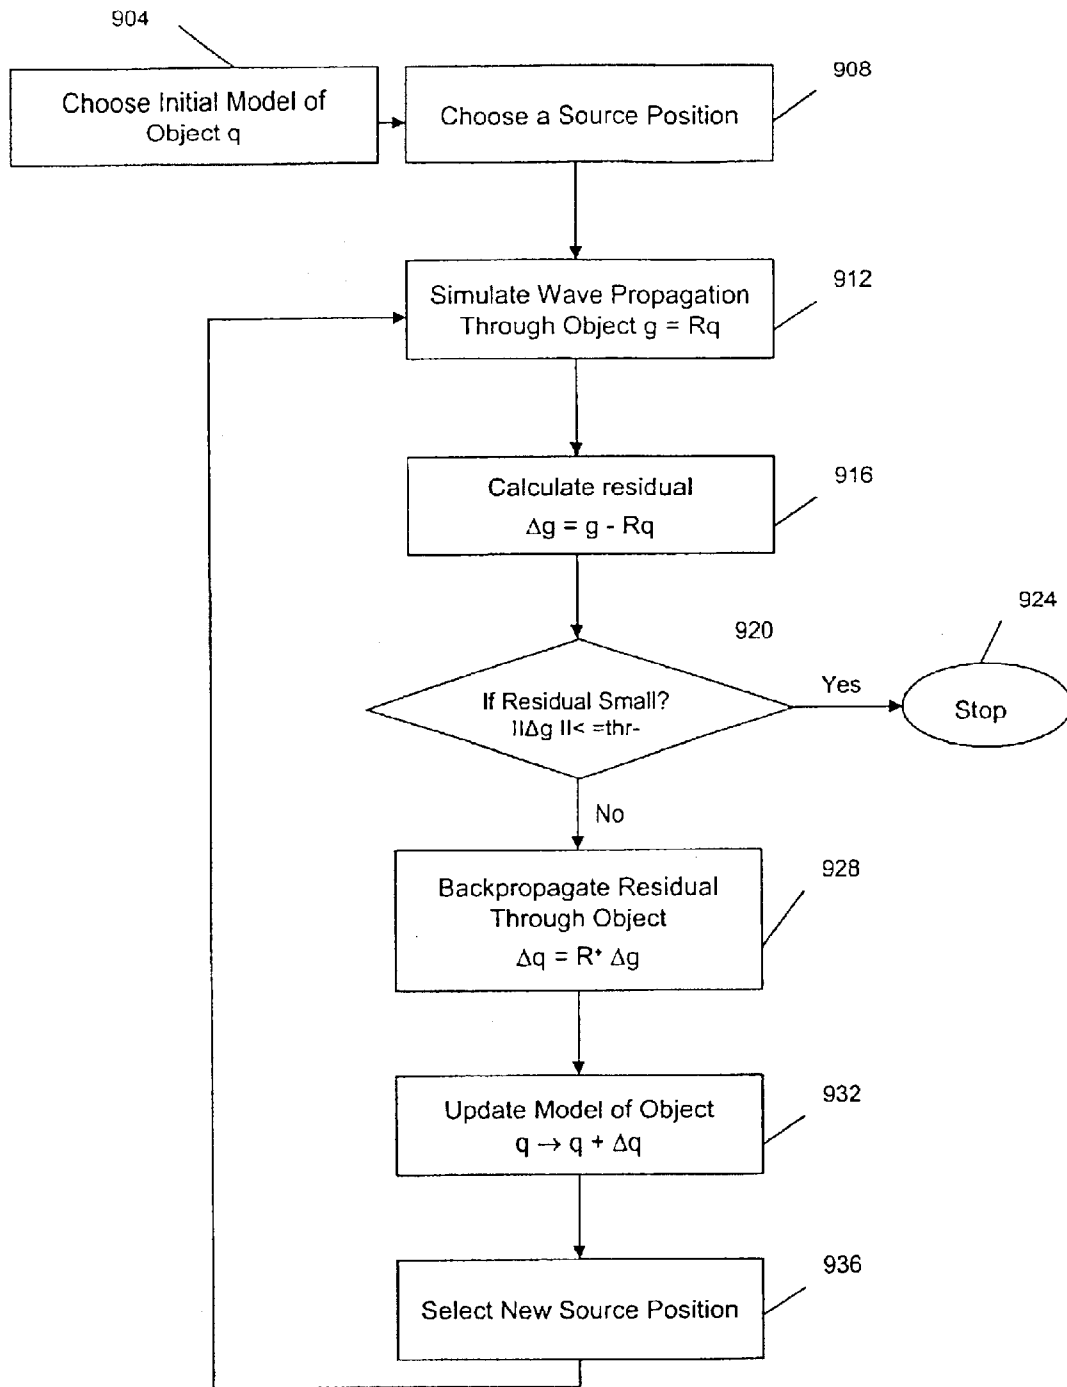 904
Choose Initial Model of
Object q
908
Choose a Source Position
912
Simulate Wave Propagation
Through Object g = Rq
916
Calculate residual
Δg = g - Rq
920
If Residual Small?
||Δg ||< =thr-
Yes
924
Stop
No
928
Backpropagate Residual
Through Object
Δq = R⁺ Δg
932
Update Model of Object
q → q + Δq
936
Select New Source Position